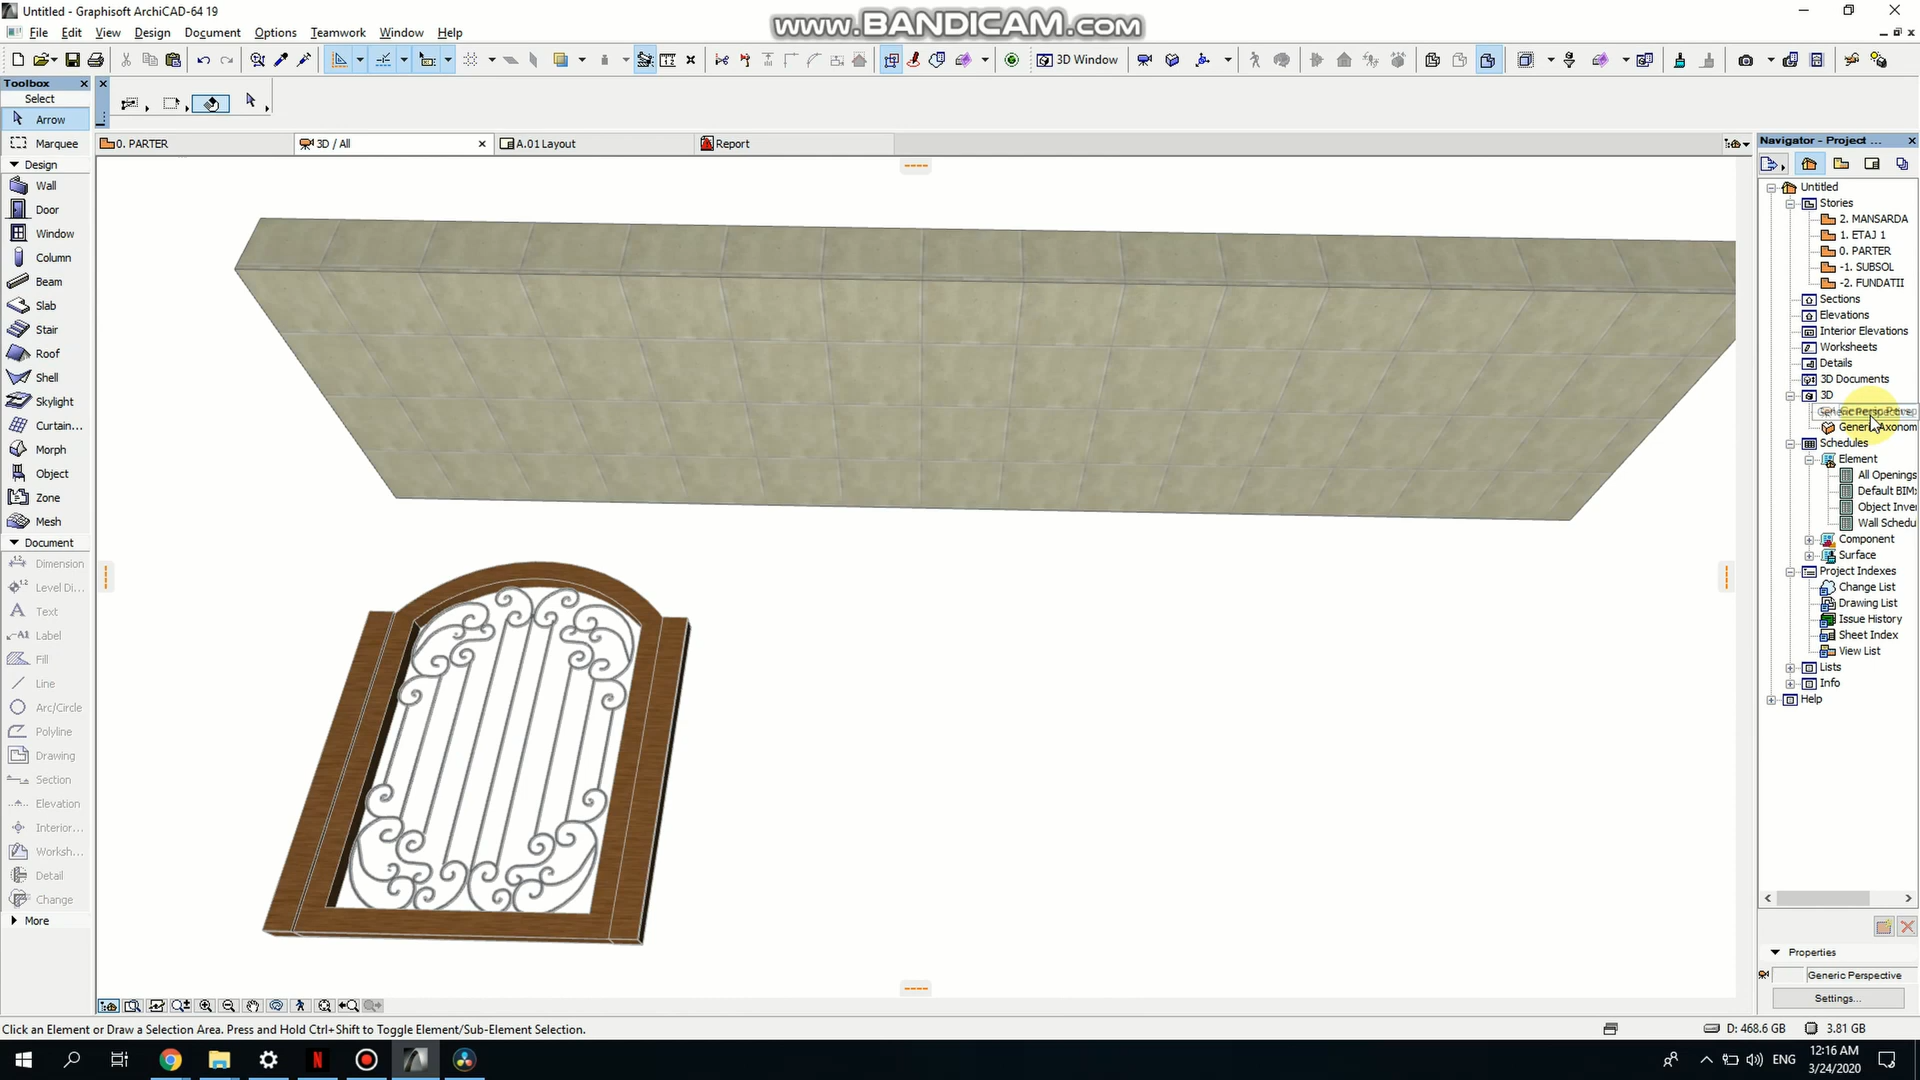 Untitled - Graphisoft ArchiCAD-64 19
www.BANDICAM.com
File Edit View Design Document Options Teamwork Window Help
3D Window
Toolbox
Select
Arrow
Marquee
Design
Wall
Door
Window
Column
Beam
Slab
Stair
Roof
Shell
Skylight
Curtain...
Morph
Object
Zone
Mesh
Document
Dimension
Level Di...
Text
Label
Fill
Line
Arc/Circle
Polyline
Drawing
Section
Elevation
Interior...
Worksh...
Detail
Change
More
0. PARTER
3D / All
A.01 Layout
Report
Navigator - Project ...
Untitled
Stories
2. MANSARDA
1. ETAJ 1
0. PARTER
-1. SUBSOL
-2. FUNDATII
Sections
Elevations
Interior Elevations
Worksheets
Details
3D Documents
3D
Schedules
Element
All Openings
Default BIM
Object Inve
Wall Schedu
Component
Surface
Project Indexes
Change List
Drawing List
Issue History
Sheet Index
View List
Lists
Info
Help
Properties
Generic Perspective
Settings...
Click an Element or Draw a Selection Area. Press and Hold Ctrl+Shift to Toggle Element/Sub-Element Selection.
D: 468.6 GB
3.81 GB
ENG
12:16 AM
3/24/2020